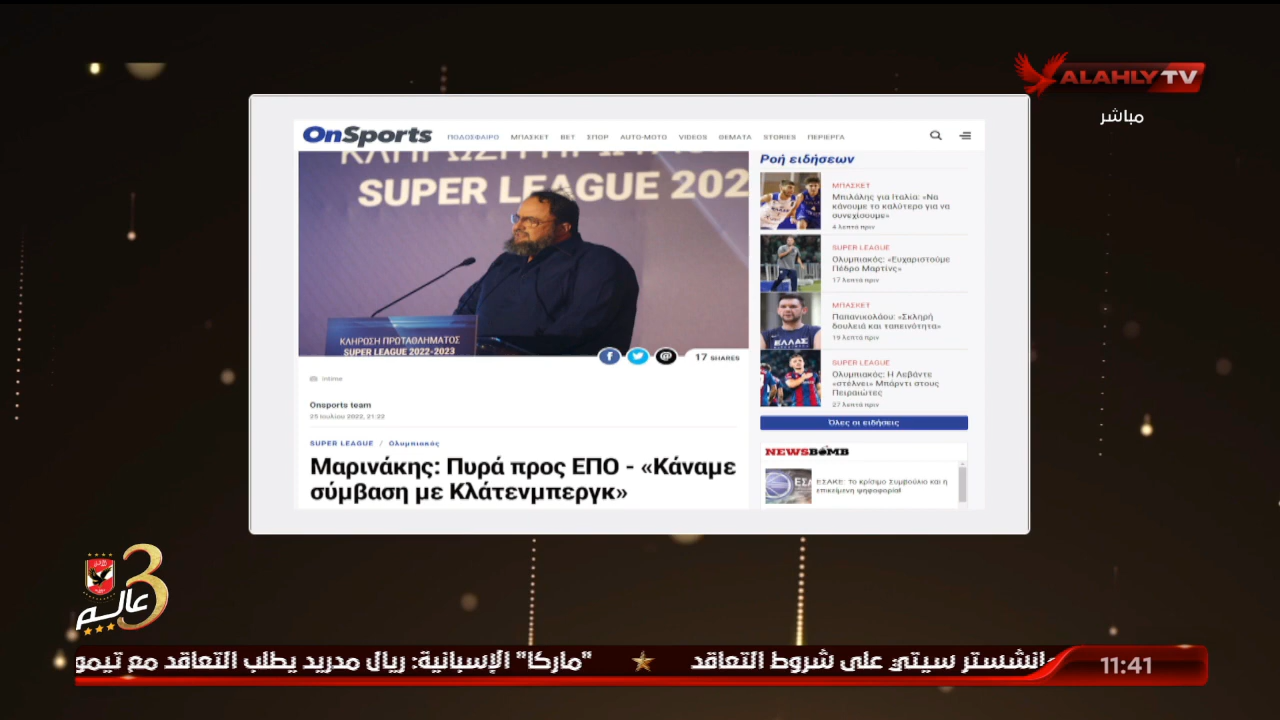 ALAHLY TV
مباشر
OnSports
ΠΟΔΟΣΦΑΙΡΟ ΜΠΑΣΚΕΤ BET ΣΠΟΡ AUTO-MOTO VIDEOS ΘΕΜΑΤΑ STORIES ΠΕΡΙΕΡΓΑ
SUPER LEAGUE 202
ΚΛΗΡΩΣΗ ΠΡΩΤΑΘΛΗΜΑΤΟΣ
SUPER LEAGUE 2022-2023
17 SHARES
Intime
Onsports team
25 Ιουλίου 2022, 21:22
SUPER LEAGUE / Ολυμπιακός
Μαρινάκης: Πυρά προς ΕΠΟ - «Κάναμε
σύμβαση με Κλάτενμπεργκ»
Ροή ειδήσεων
ΜΠΑΣΚΕΤ
Μπιλάλης για Ιταλία: «Να
κάνουμε το καλύτερο για να
συνεχίσουμε»
4 λεπτά πριν
SUPER LEAGUE
Ολυμπιακός: «Ευχαριστούμε
Πέδρο Μαρτίνς»
17 λεπτά πριν
ΜΠΑΣΚΕΤ
Παπανικολάου: «Σκληρή
δουλειά και ταπεινότητα»
19 λεπτά πριν
SUPER LEAGUE
Ολυμπιακός: Η Λεβάντε
«στέλνει» Μπάρντι στους
Πειραιώτες
27 λεπτά πριν
Όλες οι ειδήσεις
NEWSBOMB
ΕΣΑΚΕ: Το κρίσιμο Συμβούλιο και η
επικείμενη ψηφοφορία!
3 عالم
مانشستر سيتي على شروط التعاقد ★ "ماركا" الإسبانية: ريال مدريد يطلب التعاقد مع تيمو
11:41